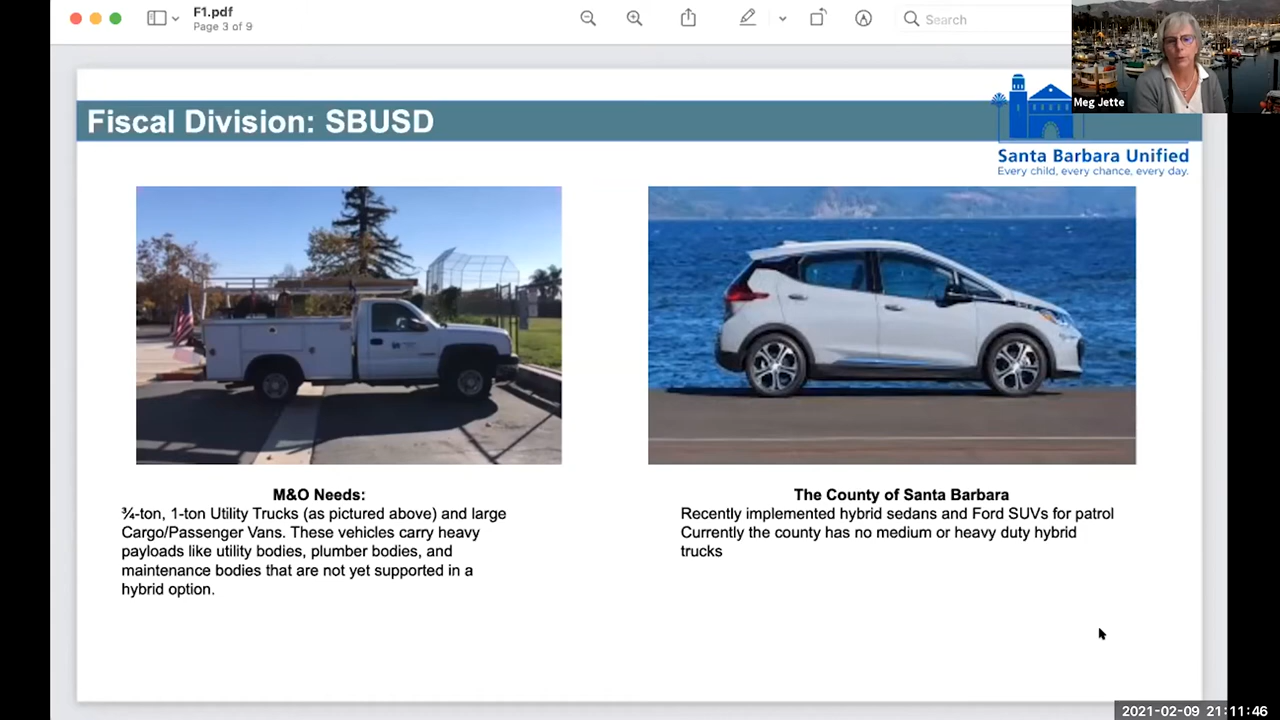 F1.pdf
Page 3 of 9
Search
Meg Jette
Fiscal Division: SBUSD
Santa Barbara Unified
Every child, every chance, every day.
M&O Needs:
¾-ton, 1-ton Utility Trucks (as pictured above) and large
Cargo/Passenger Vans. These vehicles carry heavy
payloads like utility bodies, plumber bodies, and
maintenance bodies that are not yet supported in a
hybrid option.
The County of Santa Barbara
Recently implemented hybrid sedans and Ford SUVs for patrol
Currently the county has no medium or heavy duty hybrid
trucks
2021-02-09 21:11:46